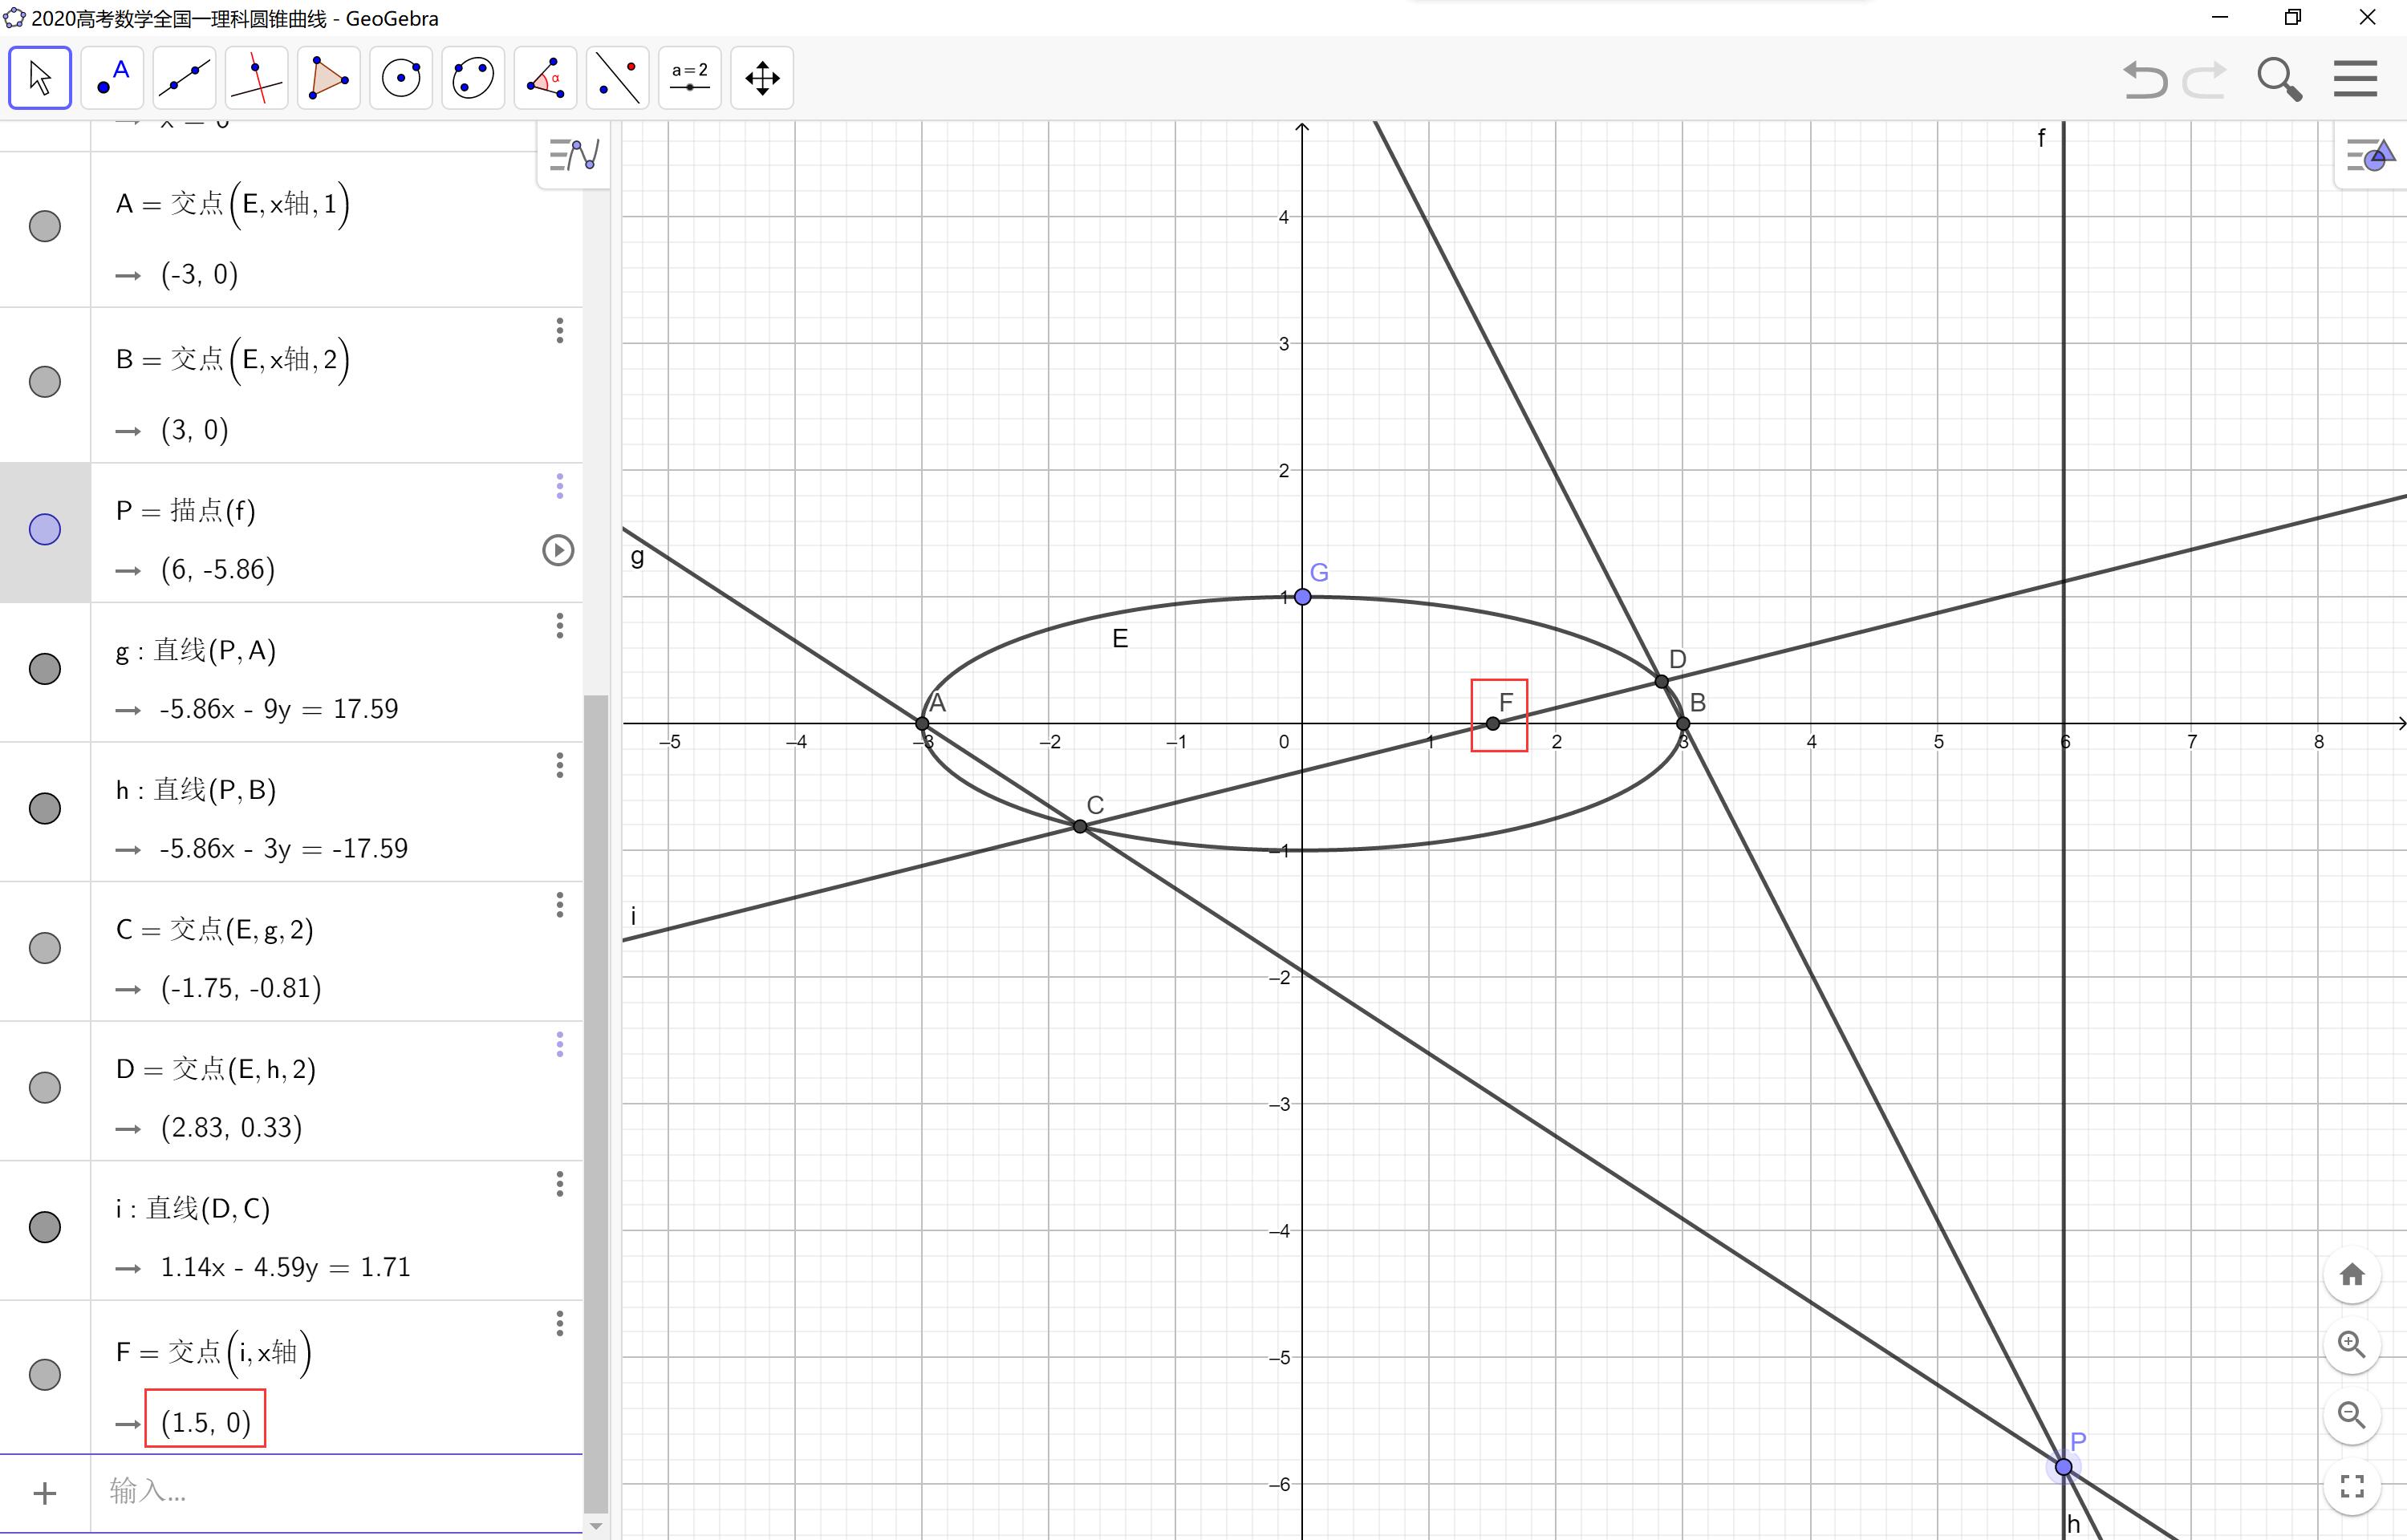 2020高考数学全国一理科圆锥曲线 - GeoGebra
A
α
a=2
A = 交点(E, x轴, 1)
→ (-3, 0)
B = 交点(E, x轴, 2)
→ (3, 0)
P = 描点(f)
→ (6, -5.86)
g : 直线(P, A)
→ -5.86x - 9y = 17.59
h : 直线(P, B)
→ -5.86x - 3y = -17.59
C = 交点(E, g, 2)
→ (-1.75, -0.81)
D = 交点(E, h, 2)
→ (2.83, 0.33)
i : 直线(D, C)
→ 1.14x - 4.59y = 1.71
F = 交点(i, x轴)
→ (1.5, 0)
+ 输入...
f
4
3
2
g
G
1
E
D
A
F
B
–5 –4 –3 –2 –1 0 1 2 3 4 5 6 7 8
C
–1
i
–2
–3
–4
–5
P
–6
h